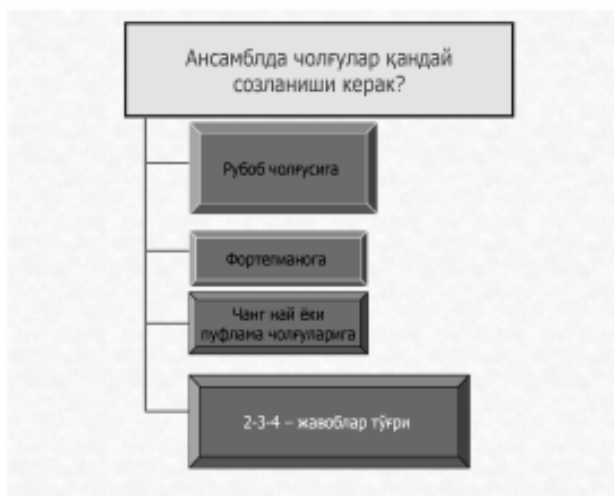 Ансамблда чолғулар қандай
созланиши керак?
Рубоб чолғусига
Фортепианога
Чанг най ёки
пуфлама чолғуларига
2-3-4 – жавоблар тўғри